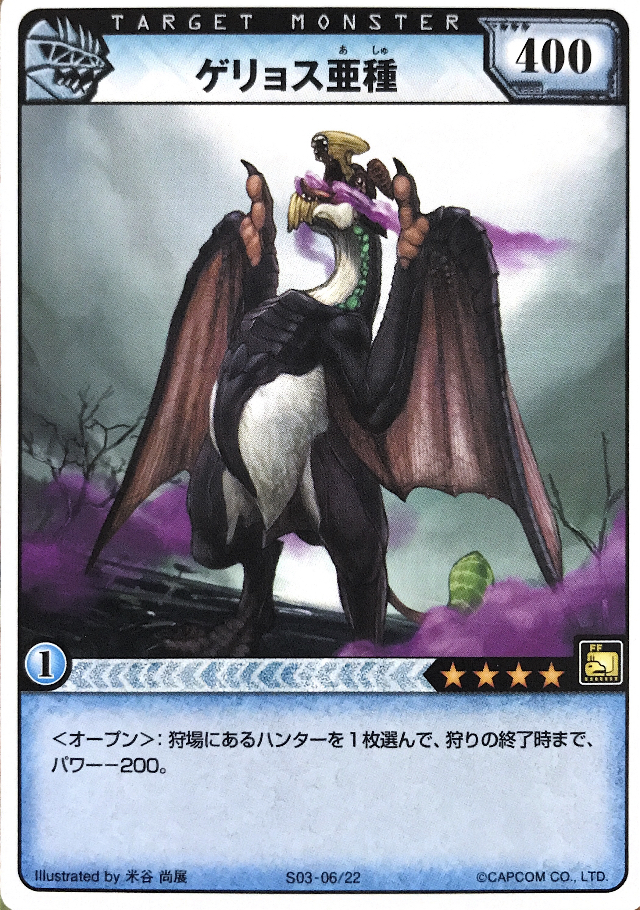 TARGET MONSTER
400
あ しゅ
ゲリョス亜種
1
FF
<オープン>:狩場にあるハンターを1枚選んで、狩りの終了時まで、
パワー−200。
Illustrated by 米谷 尚展
S03-06/22
©CAPCOM CO., LTD.